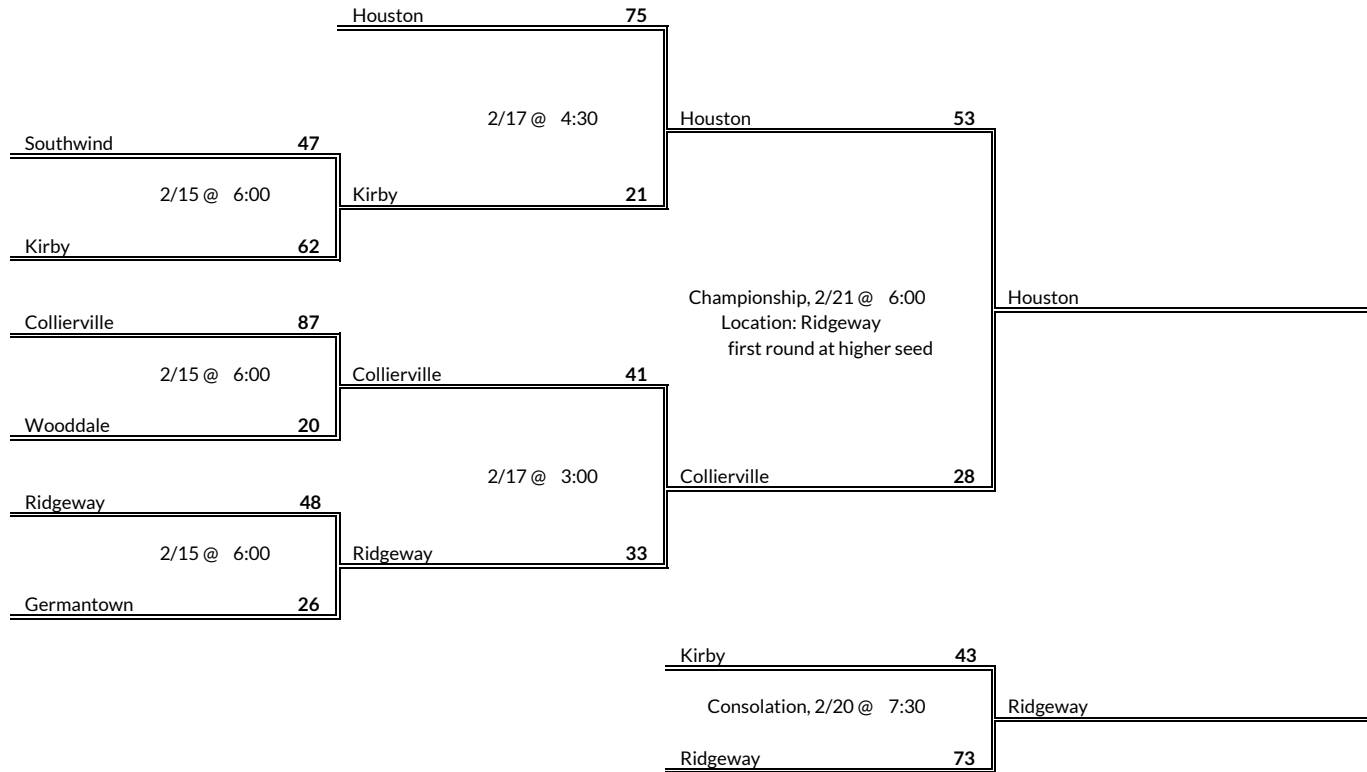 Houston 75
2/17 @ 4:30
Houston 53
Southwind 47
2/15 @ 6:00
Kirby 21
Kirby 62
Championship, 2/21 @ 6:00
Houston
Location: Ridgeway
first round at higher seed
Collierville 87
2/15 @ 6:00
Collierville 41
Wooddale 20
2/17 @ 3:00
Collierville 28
Ridgeway 48
2/15 @ 6:00
Ridgeway 33
Germantown 26
Kirby 43
Consolation, 2/20 @ 7:30
Ridgeway
Ridgeway 73